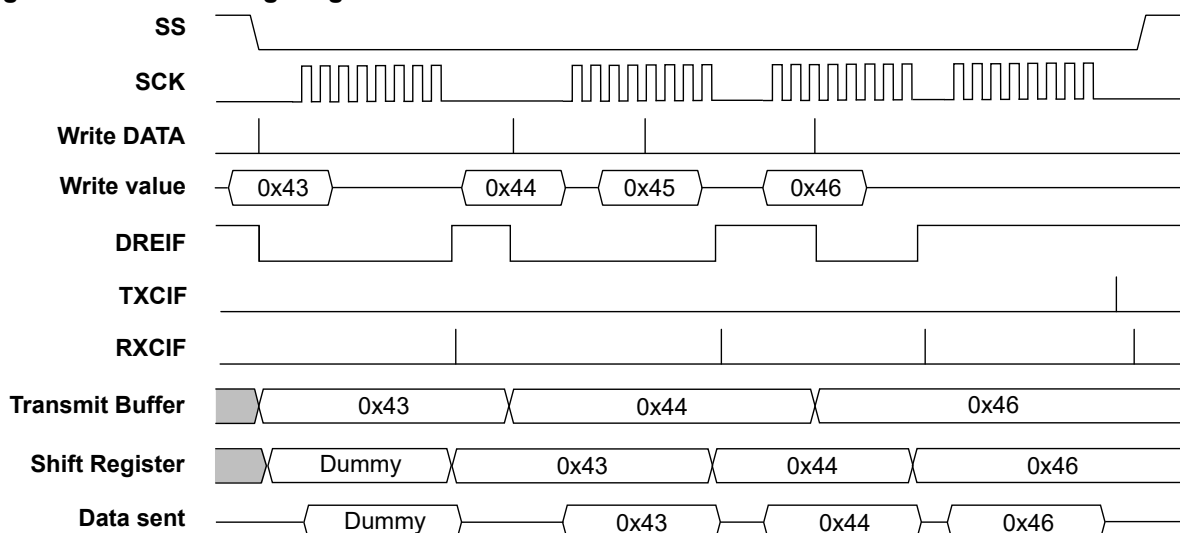 SS
SCK
Write DATA
Write value 0x43 0x44 0x45 0x46
DREIF
TXCIF
RXCIF
Transmit Buffer 0x43 0x44 0x46
Shift Register Dummy 0x43 0x44 0x46
Data sent Dummy 0x43 0x44 0x46